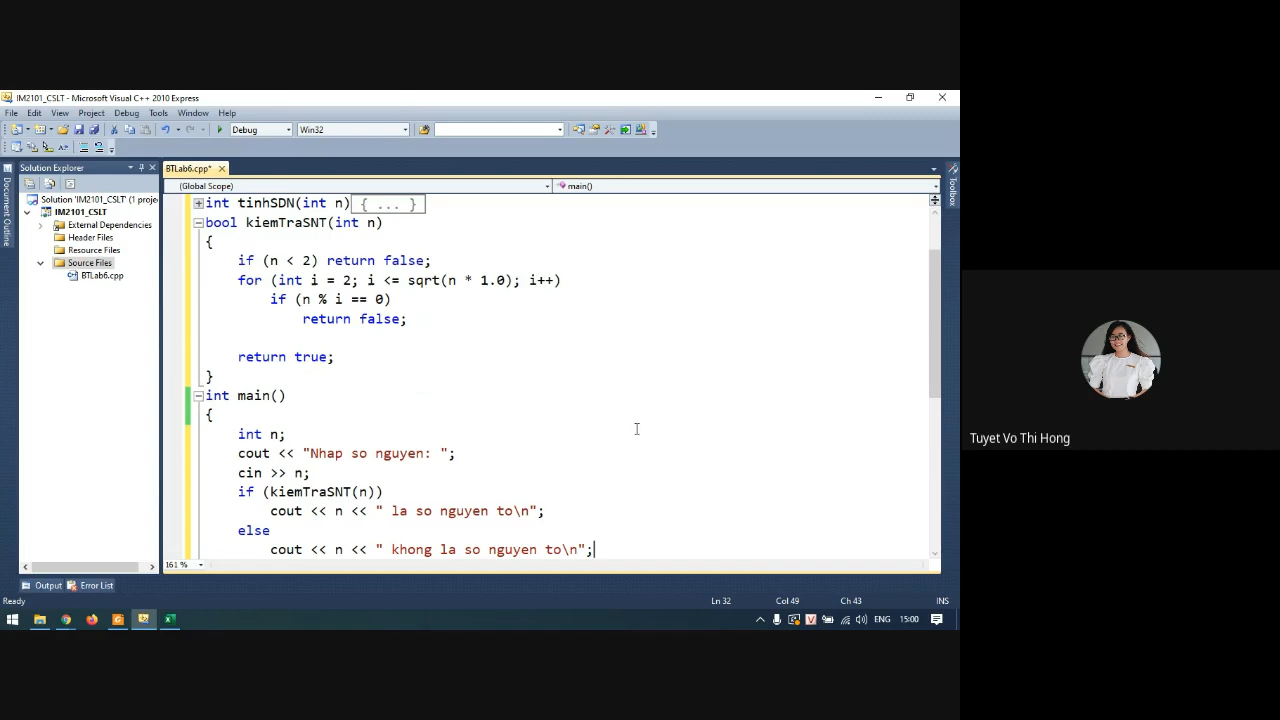 IM2101_CSLT - Microsoft Visual C++ 2010 Express
File Edit View Project Debug Tools Window Help
Debug Win32
Solution Explorer
BTLab6.cpp*
(Global Scope) main()
Document Outline
Toolbox
Solution 'IM2101_CSLT' (1 projec
IM2101_CSLT
External Dependencies
Header Files
Resource Files
Source Files
BTLab6.cpp
int tinhSDN(int n){ ... }
bool kiemTraSNT(int n)
{
if (n < 2) return false;
for (int i = 2; i <= sqrt(n * 1.0); i++)
if (n % i == 0)
return false;
return true;
}
int main()
{
int n;
cout << "Nhap so nguyen: ";
cin >> n;
if (kiemTraSNT(n))
cout << n << " la so nguyen to\n";
else
cout << n << " khong la so nguyen to\n";
161 %
Output Error List
Ready Ln 32 Col 49 Ch 43 INS
ENG 15:00
Tuyet Vo Thi Hong